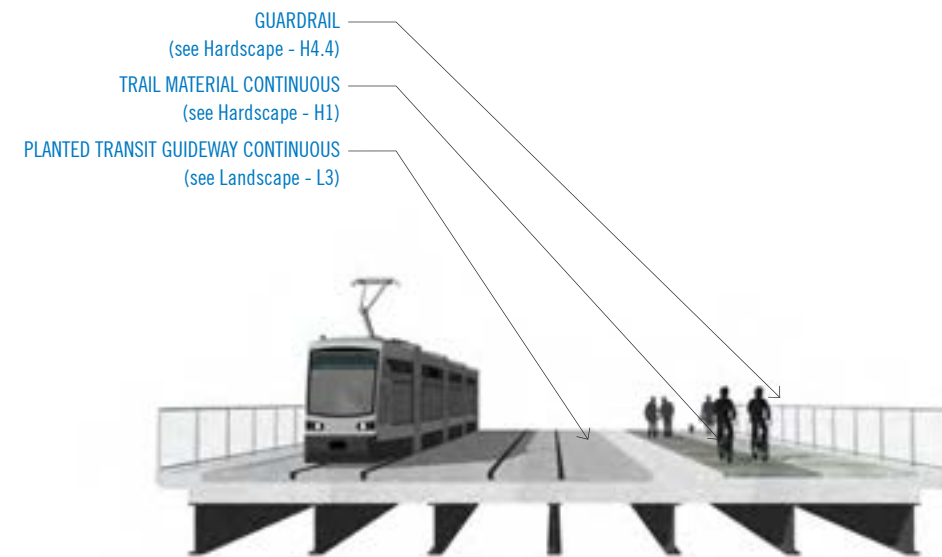 GUARDRAIL
(see Hardscape - H4.4)
TRAIL MATERIAL CONTINUOUS
(see Hardscape - H1)
PLANTED TRANSIT GUIDEWAY CONTINUOUS
(see Landscape - L3)